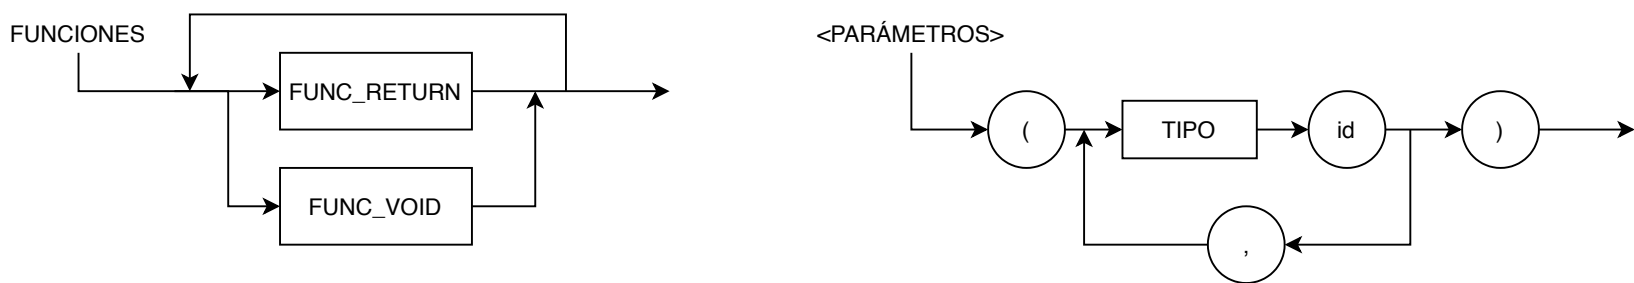 FUNCIONES
FUNC_RETURN
FUNC_VOID
<PARÁMETROS>
(
TIPO
id
)
,